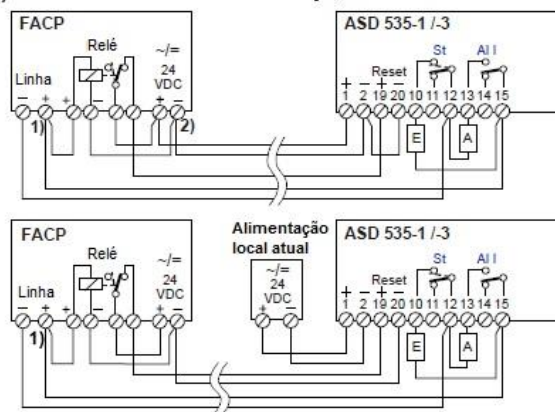 FACP
Relé
~/=
24
VDC
Linha
– + + – + –
1) 2)
ASD 535-1 /-3
St Al I
Reset
+ – + –
1 2 19 20 10 11 12 13 14 15
E A
FACP
Relé
~/=
24
VDC
Linha
– + + – + –
1)
Alimentação
local atual
~/=
24
VDC
+ –
ASD 535-1 /-3
St Al I
Reset
+ – + –
1 2 19 20 10 11 12 13 14 15
E A